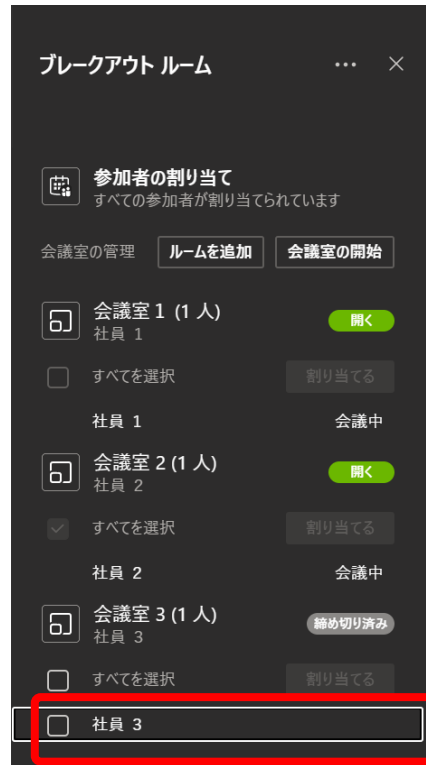 ブレークアウト ルーム
参加者の割り当て
すべての参加者が割り当てられています
会議室の管理 ルームを追加 会議室の開始
会議室 1 (1 人) 開く
社員 1
すべてを選択 割り当てる
社員 1 会議中
会議室 2 (1 人) 開く
社員 2
すべてを選択 割り当てる
社員 2 会議中
会議室 3 (1 人) 締め切り済み
社員 3
すべてを選択 割り当てる
社員 3